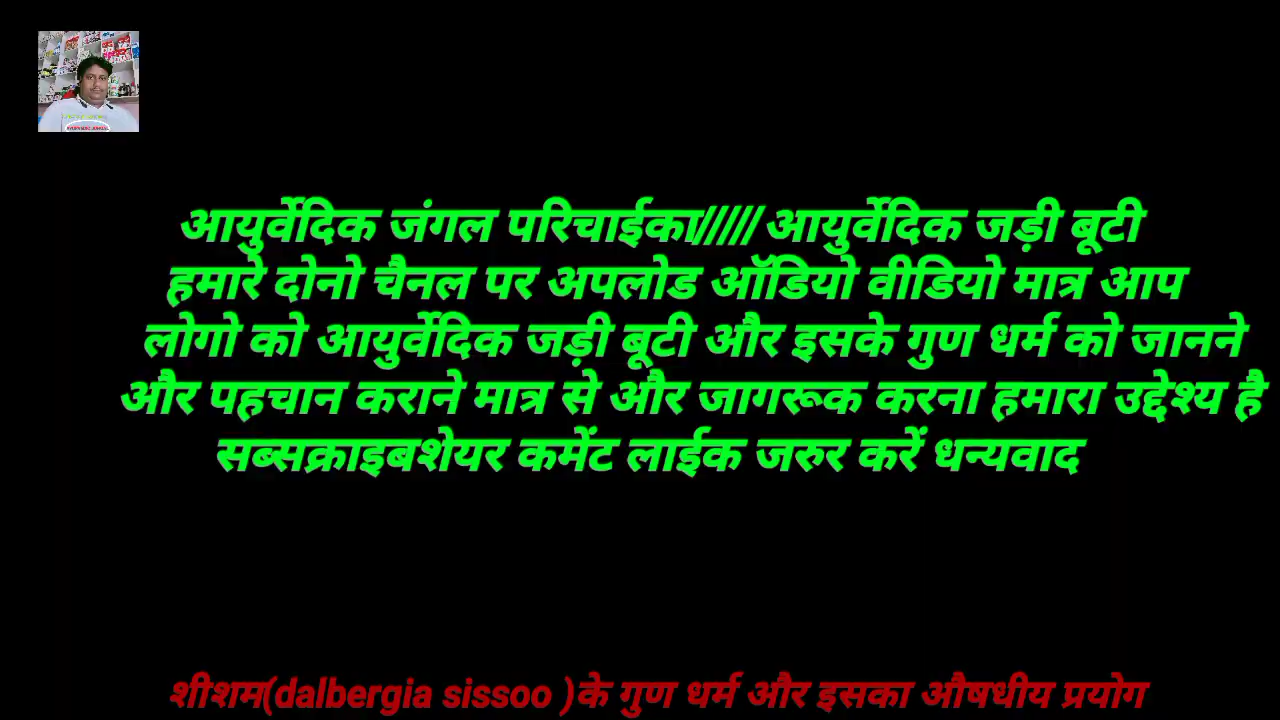 आयुर्वेदिक जंगल परिचाईका///// आयुर्वेदिक जड़ी बूटी
हमारे दोनो चैनल पर अपलोड ऑडियो वीडियो मात्र आप
लोगो को आयुर्वेदिक जड़ी बूटी और इसके गुण धर्म को जानने
और पहचान कराने मात्र से और जागरूक करना हमारा उद्देश्य है
सब्सक्राइबशेयर कमेंट लाईक जरुर करें धन्यवाद
शीशम(dalbergia sissoo )के गुण धर्म और इसका औषधीय प्रयोग